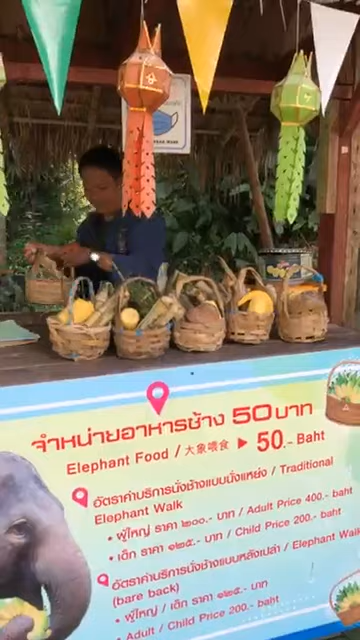 จำหน่ายอาหารช้าง 50 บาท
Elephant Food / 大象喂食 ▶ 50.- Baht
*อัตราค่าบริการนั่งช้างแบบนั่งแหย่ง / Traditional
Elephant Walk
• ผู้ใหญ่ ราคา ๒๐๐.- บาท / Adult Price 400.- baht
• เด็ก ราคา ๑๒๕.- บาท / Child Price 200.- baht
*อัตราค่าบริการนั่งช้างแบบหลังเปล่า / Elephant Walk
(bare back)
• ผู้ใหญ่ / เด็ก ราคา ๑๒๕.- บาท
Adult / Child Price 200.- baht